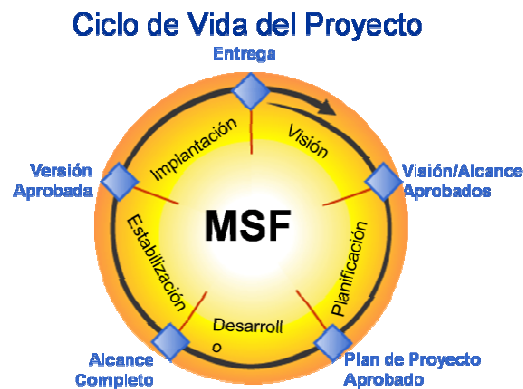 Ciclo de Vida del Proyecto
Entrega
Implantación
Visión
Versión
Aprobada
Visión/Alcance
Aprobados
MSF
Estabilización
Planificación
Desarroll
o
Alcance
Completo
Plan de Proyecto
Aprobado